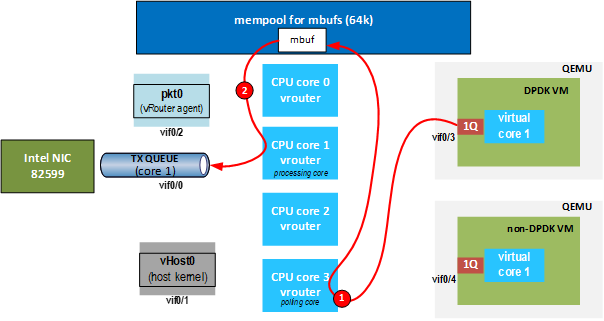 mempool for mbufs (64k)
mbuf
QEMU
DPDK VM
CPU core 0
vrouter
2
pkt0
(vRouter agent)
vif0/2
1Q
virtual
core 1
vif0/3
CPU core 1
vrouter
processing core
Intel NIC
82599
TX QUEUE
(core 1)
vif0/0
QEMU
non-DPDK VM
CPU core 2
vrouter
vHost0
(host kernel)
vif0/1
1Q
virtual
core 1
vif0/4
CPU core 3
vrouter
polling core
1